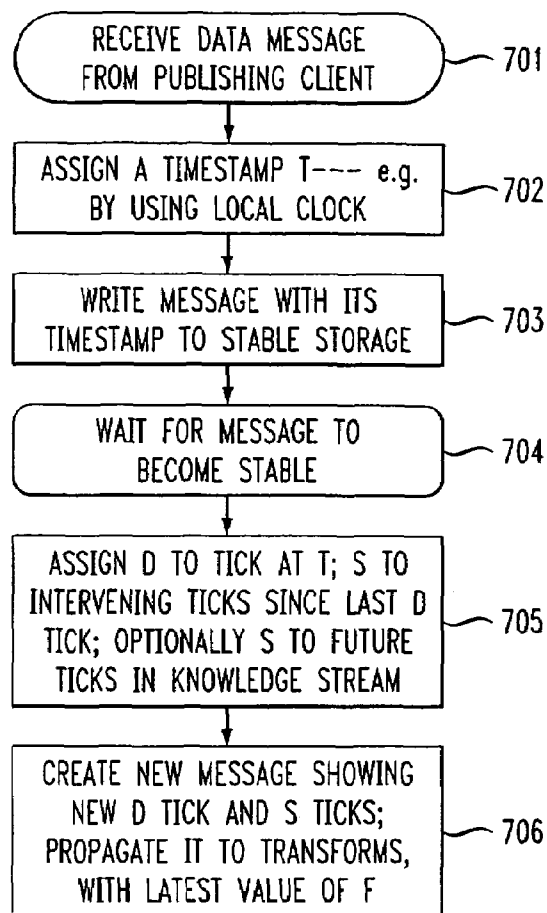 RECEIVE DATA MESSAGE
FROM PUBLISHING CLIENT
701
ASSIGN A TIMESTAMP T--- e.g.
BY USING LOCAL CLOCK
702
WRITE MESSAGE WITH ITS
TIMESTAMP TO STABLE STORAGE
703
WAIT FOR MESSAGE TO
BECOME STABLE
704
ASSIGN D TO TICK AT T; S TO
INTERVENING TICKS SINCE LAST D
TICK; OPTIONALLY S TO FUTURE
TICKS IN KNOWLEDGE STREAM
705
CREATE NEW MESSAGE SHOWING
NEW D TICK AND S TICKS;
PROPAGATE IT TO TRANSFORMS,
WITH LATEST VALUE OF F
706